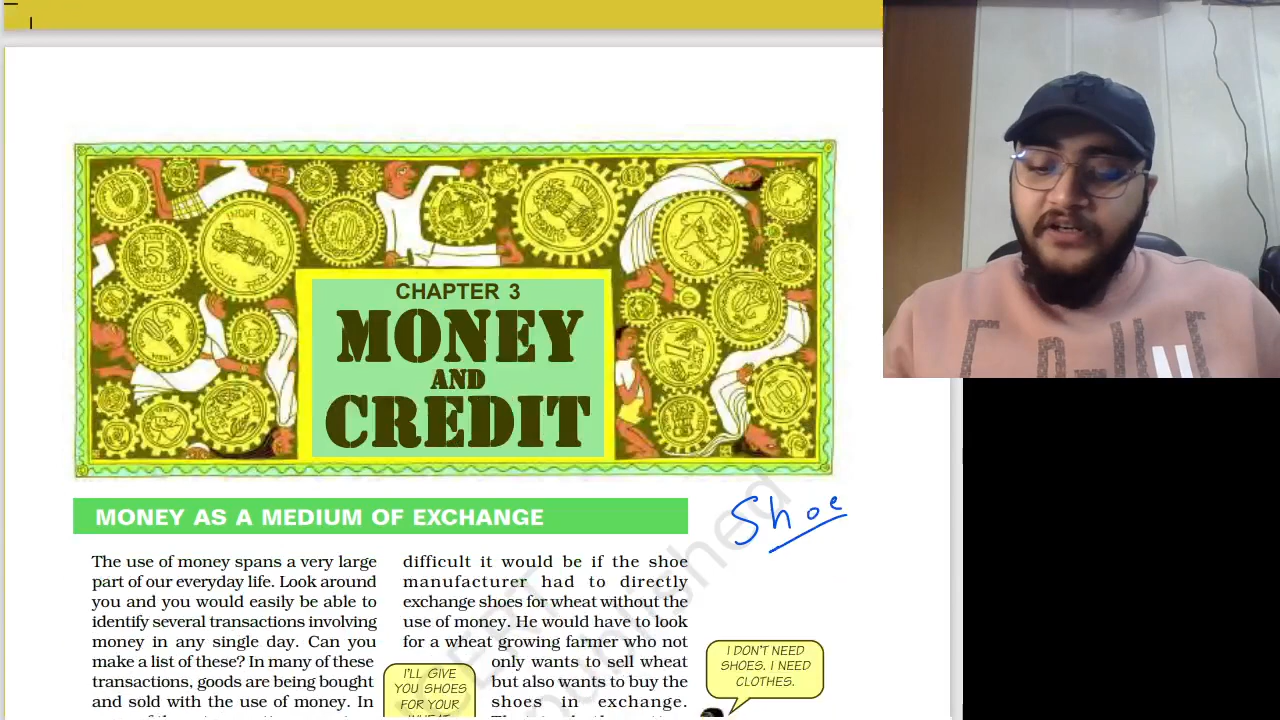 CHAPTER 3
MONEY
AND
CREDIT
MONEY AS A MEDIUM OF EXCHANGE
Shoe
The use of money spans a very large
part of our everyday life. Look around
you and you would easily be able to
identify several transactions involving
money in any single day. Can you
make a list of these? In many of these
transactions, goods are being bought
and sold with the use of money. In
difficult it would be if the shoe
manufacturer had to directly
exchange shoes for wheat without the
use of money. He would have to look
for a wheat growing farmer who not
only wants to sell wheat
but also wants to buy the
shoes in exchange.
I'LL GIVE
YOU SHOES
FOR YOUR
I DON'T NEED
SHOES. I NEED
CLOTHES.